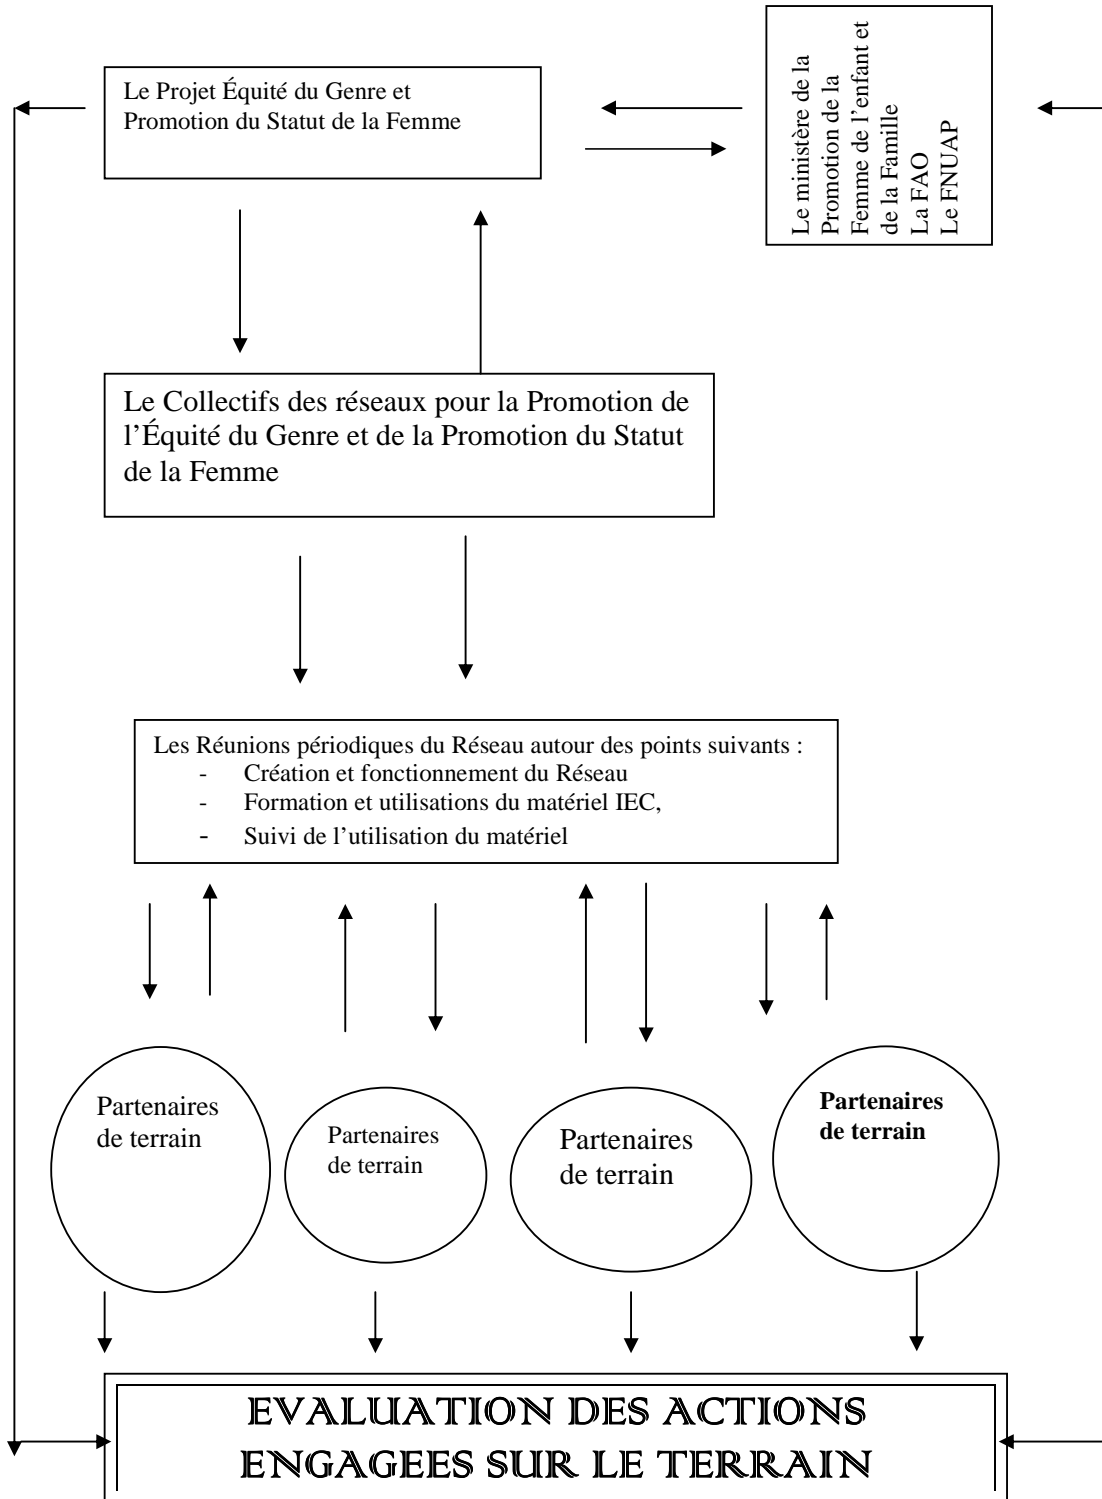 Le Projet Équité du Genre et
Promotion du Statut de la Femme
Le ministère de la
Promotion de la
Femme de l’enfant et
de la Famille
La FAO
Le FNUAP
Le Collectifs des réseaux pour la Promotion de
l’Équité du Genre et de la Promotion du Statut
de la Femme
Les Réunions périodiques du Réseau autour des points suivants :
- Création et fonctionnement du Réseau
- Formation et utilisations du matériel IEC,
- Suivi de l’utilisation du matériel
Partenaires
de terrain
Partenaires
de terrain
Partenaires
de terrain
Partenaires
de terrain
EVALUATION DES ACTIONS
ENGAGEES SUR LE TERRAIN